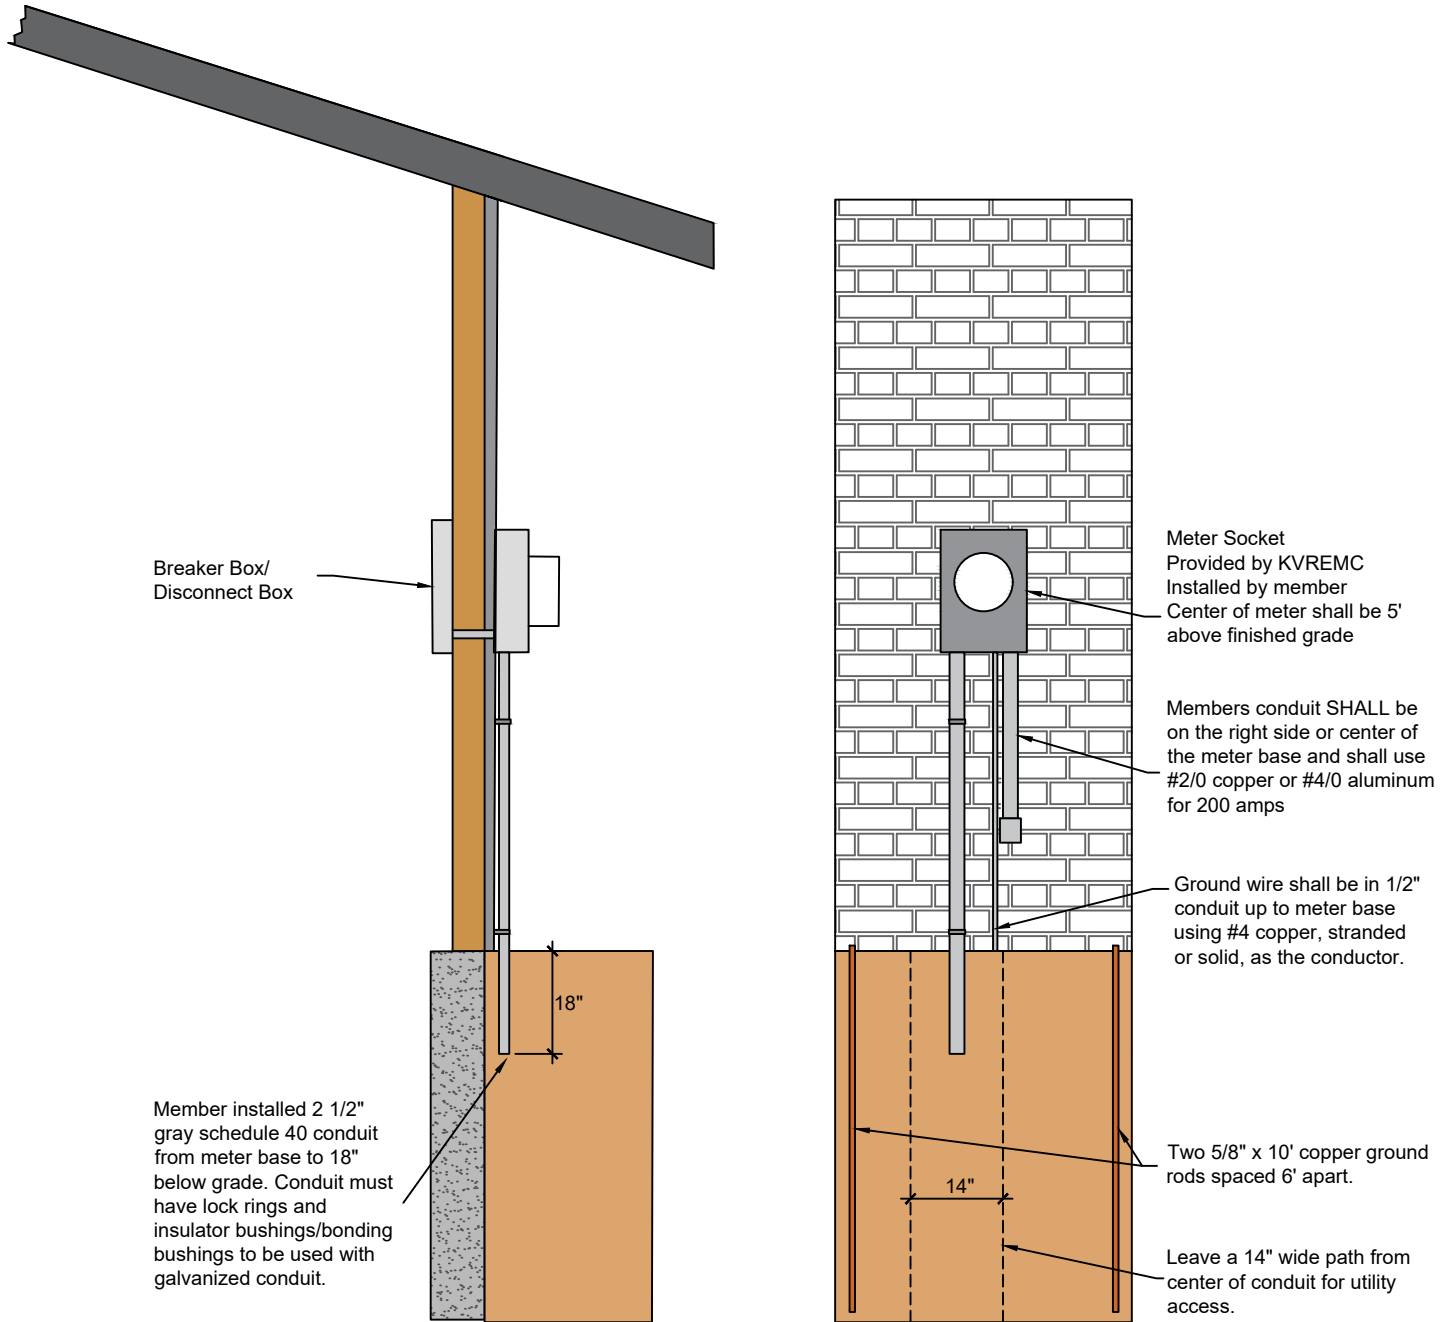 Breaker Box/
Disconnect Box
18"
Member installed 2 1/2"
gray schedule 40 conduit
from meter base to 18"
below grade. Conduit must
have lock rings and
insulator bushings/bonding
bushings to be used with
galvanized conduit.
Meter Socket
Provided by KVREMC
Installed by member
Center of meter shall be 5'
above finished grade
Members conduit SHALL be
on the right side or center of
the meter base and shall use
#2/0 copper or #4/0 aluminum
for 200 amps
Ground wire shall be in 1/2"
conduit up to meter base
using #4 copper, stranded
or solid, as the conductor.
Two 5/8" x 10' copper ground
rods spaced 6' apart.
14"
Leave a 14" wide path from
center of conduit for utility
access.